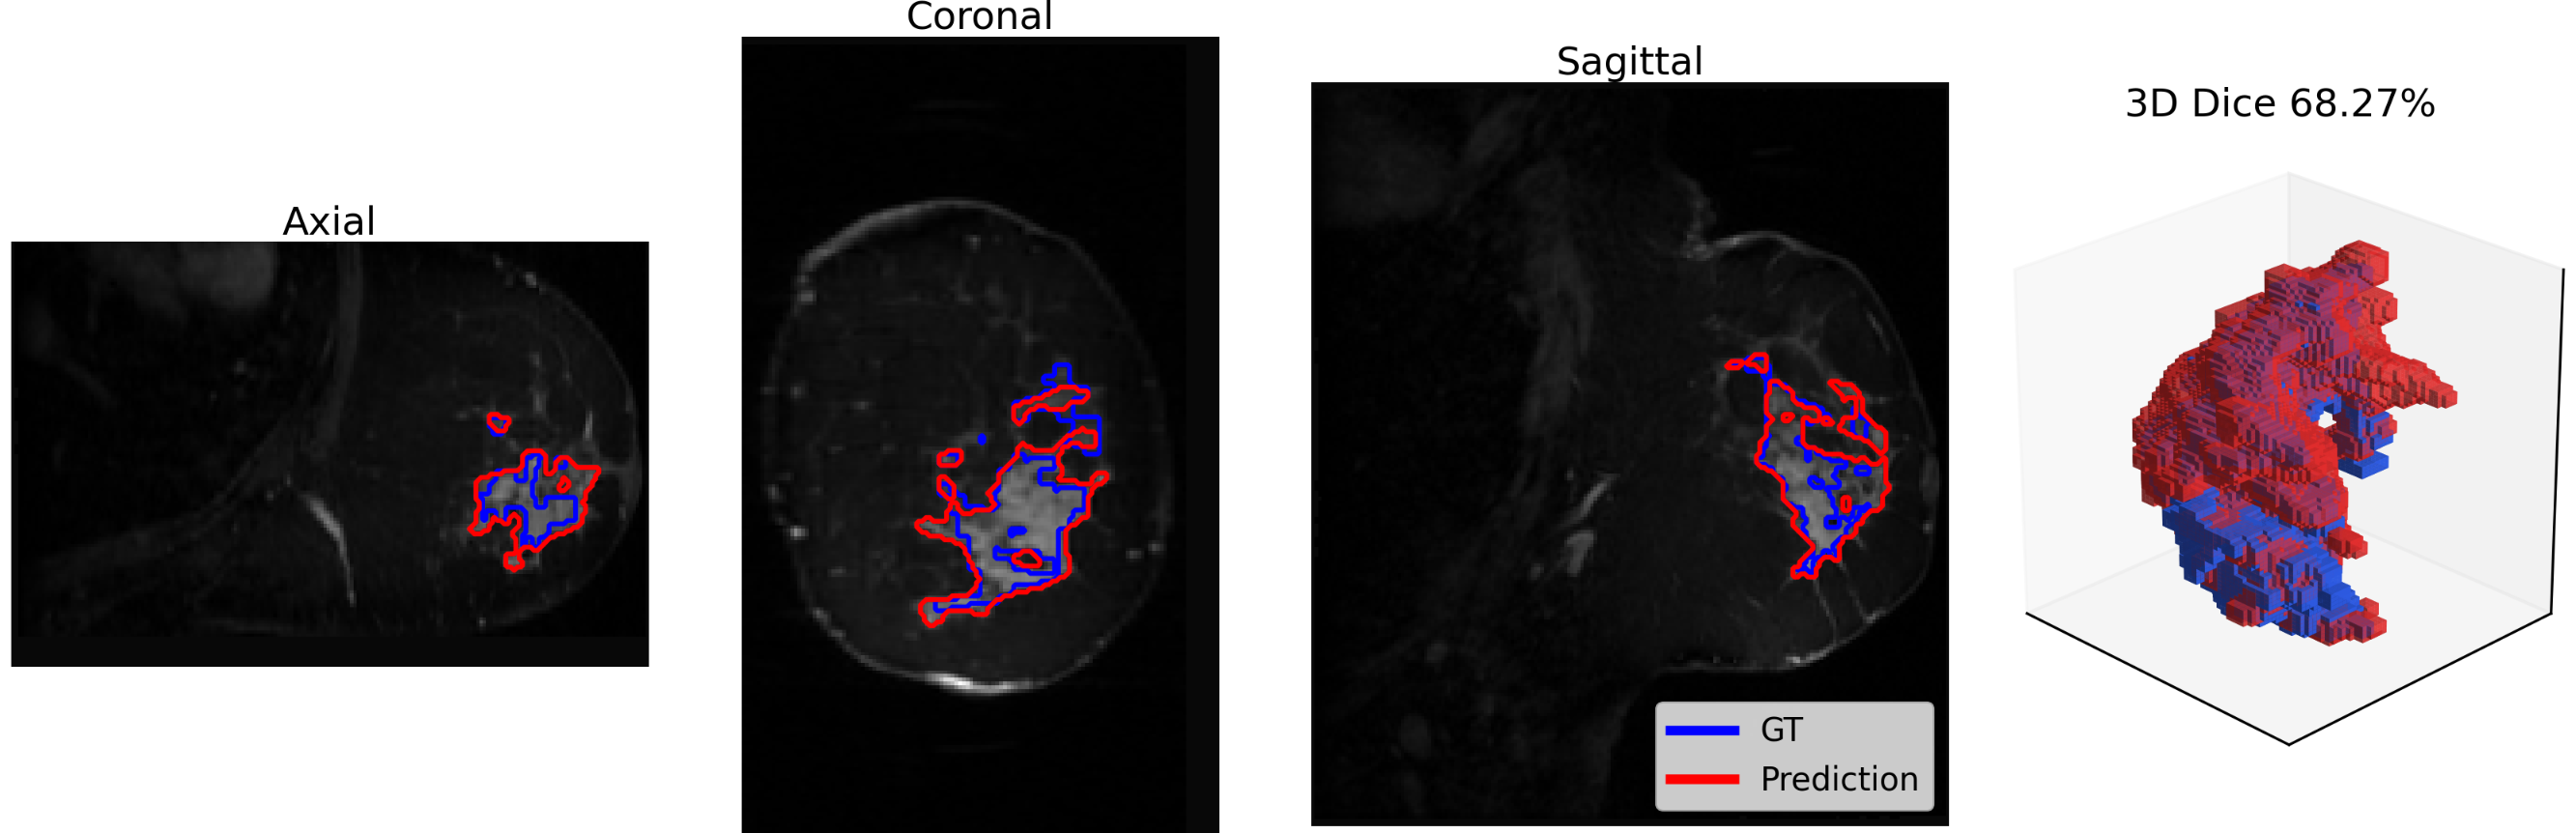 Axial
Coronal
Sagittal
3D Dice 68.27%
GT
Prediction